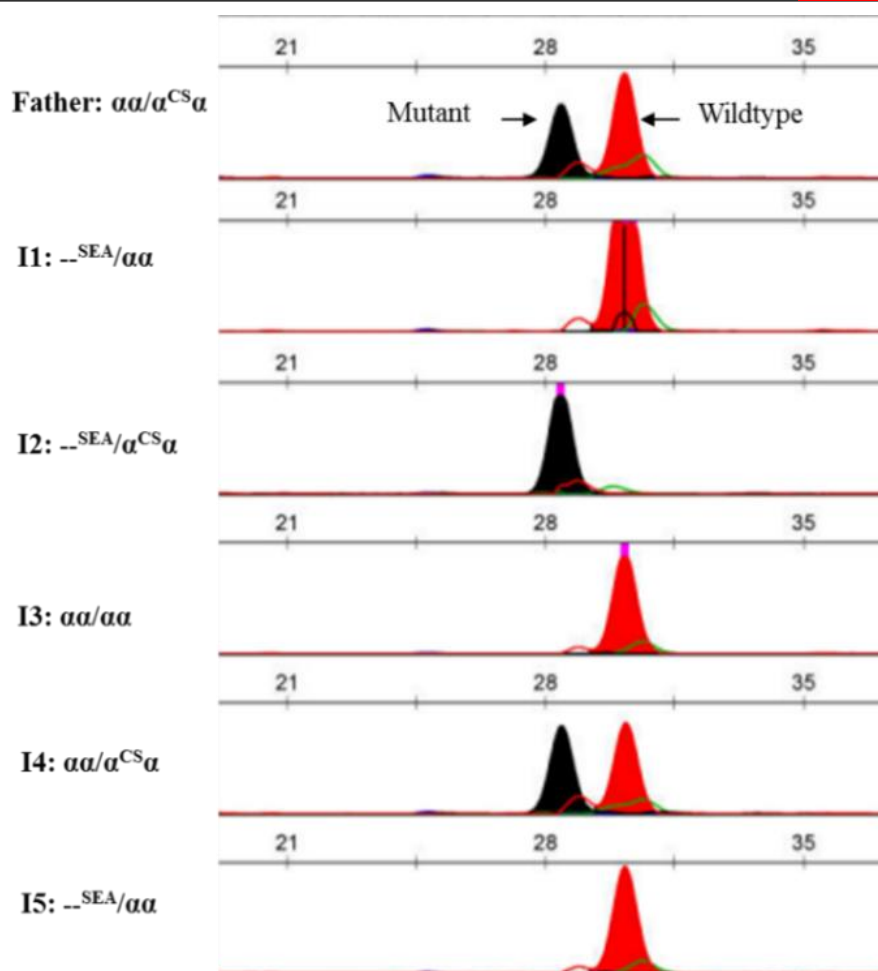 21 28 35
Father: αα/αᶜˢα
Mutant Wildtype
21 28 35
I1: --ˢᴱᴬ/αα
21 28 35
I2: --ˢᴱᴬ/αᶜˢα
21 28 35
I3: αα/αα
21 28 35
I4: αα/αᶜˢα
21 28 35
I5: --ˢᴱᴬ/αα